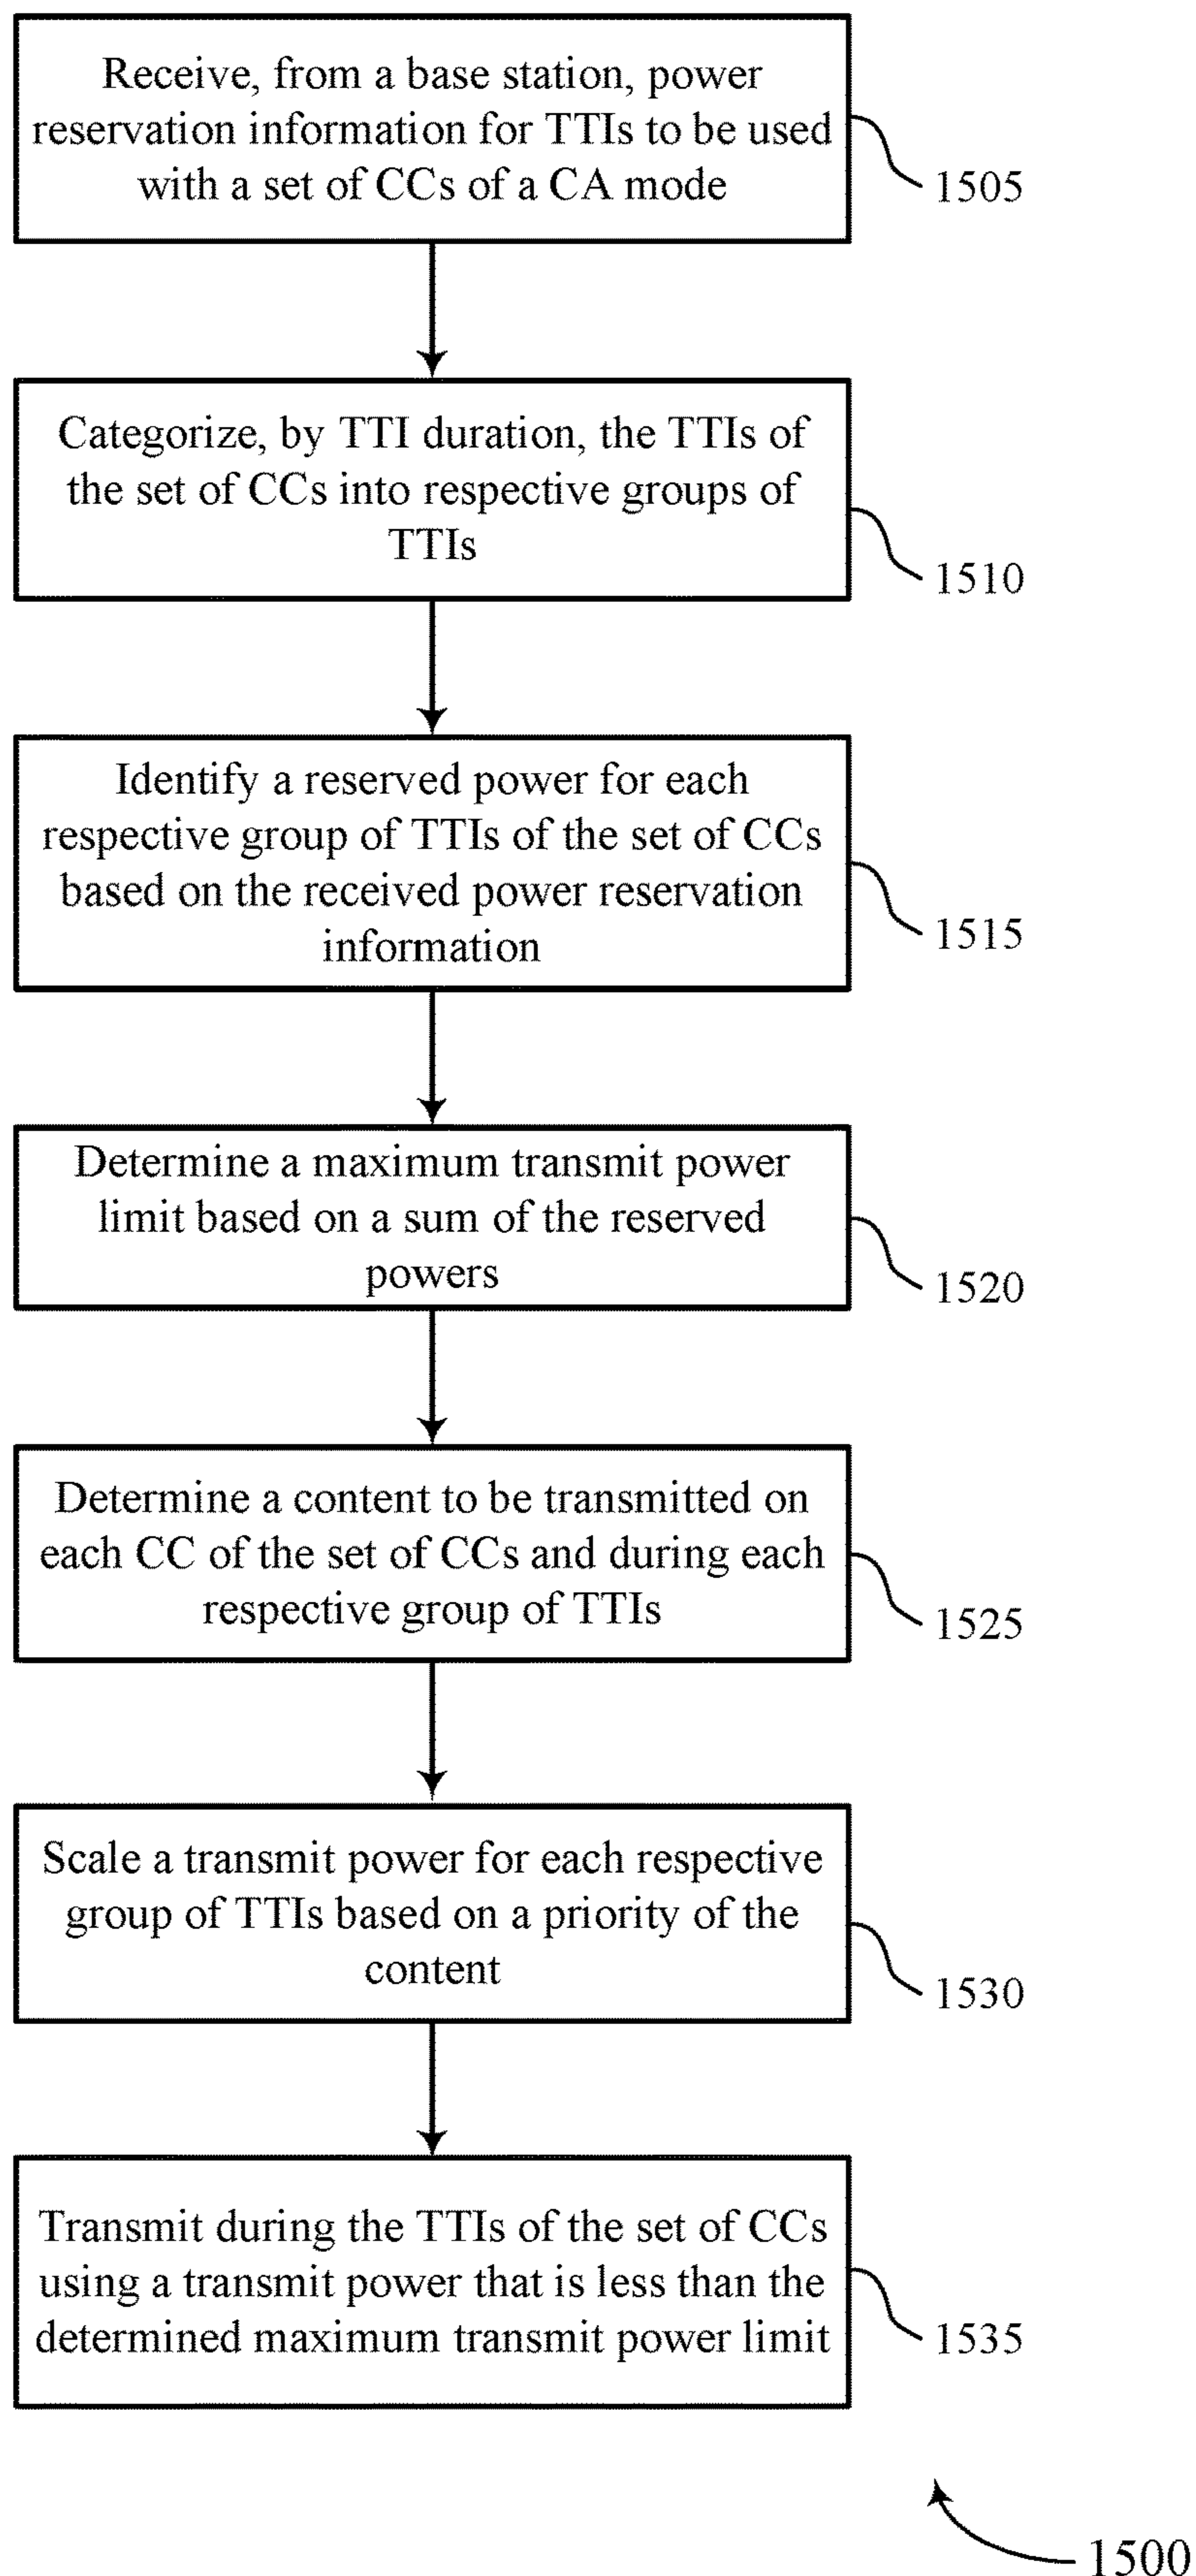 Receive, from a base station, power
reservation information for TTIs to be used
with a set of CCs of a CA mode
1505
Categorize, by TTI duration, the TTIs of
the set of CCs into respective groups of
TTIs
1510
Identify a reserved power for each
respective group of TTIs of the set of CCs
based on the received power reservation
information
1515
Determine a maximum transmit power
limit based on a sum of the reserved
powers
1520
Determine a content to be transmitted on
each CC of the set of CCs and during each
respective group of TTIs
1525
Scale a transmit power for each respective
group of TTIs based on a priority of the
content
1530
Transmit during the TTIs of the set of CCs
using a transmit power that is less than the
determined maximum transmit power limit
1535
1500